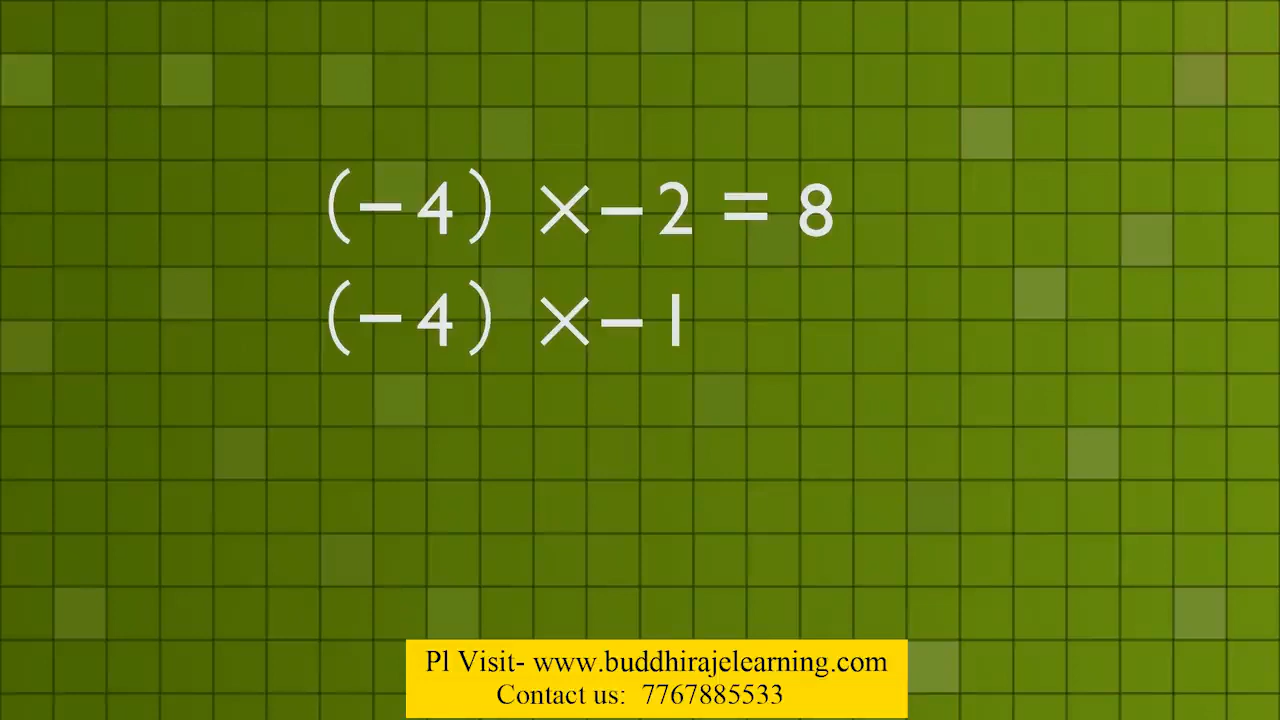 (−4) ×−2 = 8
(−4) ×−1
Pl Visit- www.buddhirajelearning.com
Contact us: 7767885533